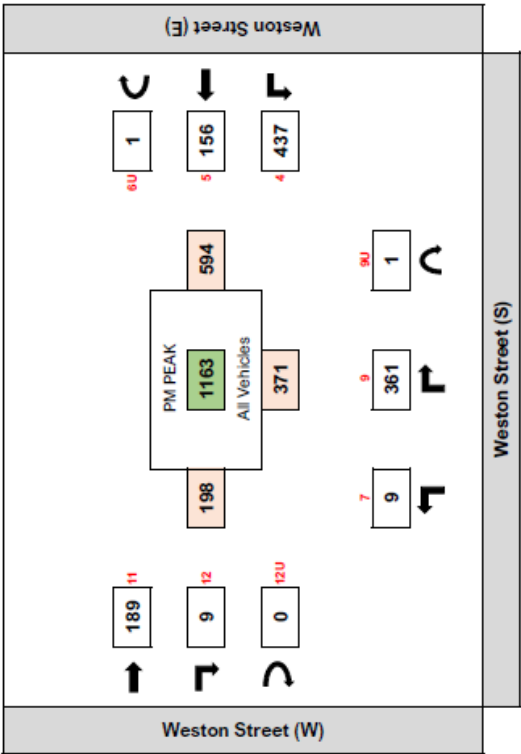 Weston Street (E)
1
156
437
6U
5
4
594
9U
1
PM PEAK
1163
All Vehicles
371
9
361
Weston Street (S)
198
7
9
189
11
9
12
0
12U
Weston Street (W)